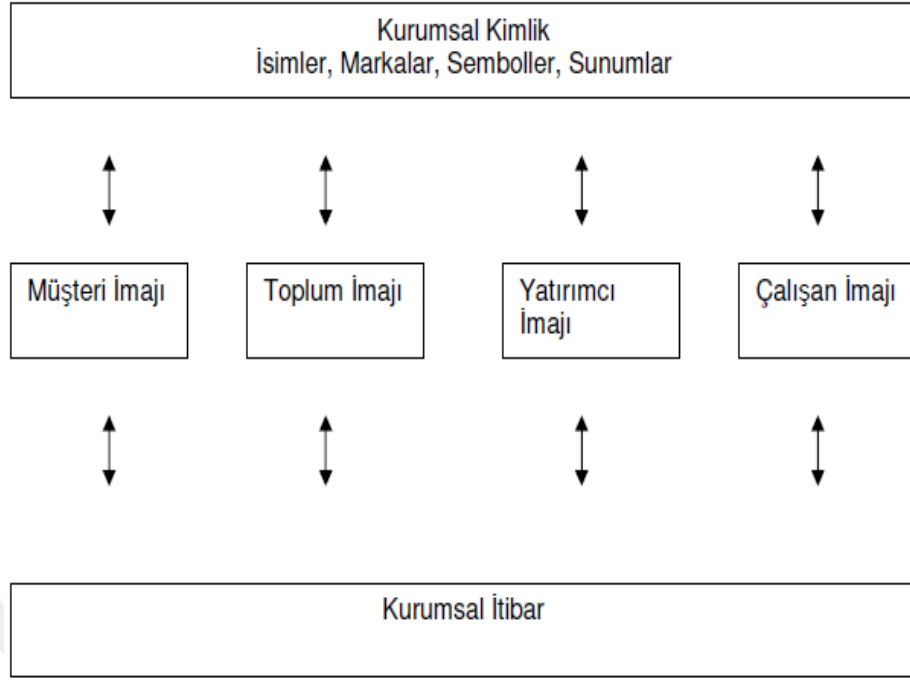 Kurumsal Kimlik
İsimler, Markalar, Semboller, Sunumlar
Müşteri İmajı
Toplum İmajı
Yatırımcı
İmajı
Çalışan İmajı
Kurumsal İtibar